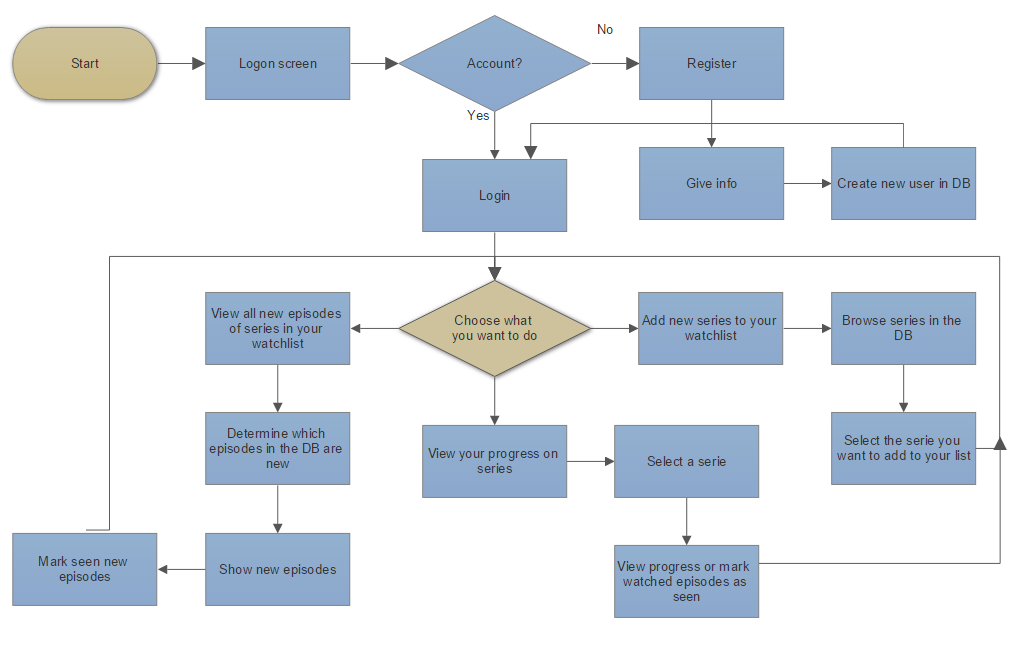 Start
Logon screen
Account?
No
Register
Yes
Login
Give info
Create new user in DB
View all new episodes
of series in your
watchlist
Choose what
you want to do
Add new series to your
watchlist
Browse series in the
DB
Determine which
episodes in the DB are
new
View your progress on
series
Select a serie
Select the serie you
want to add to your list
Mark seen new
episodes
Show new episodes
View progress or mark
watched episodes as
seen